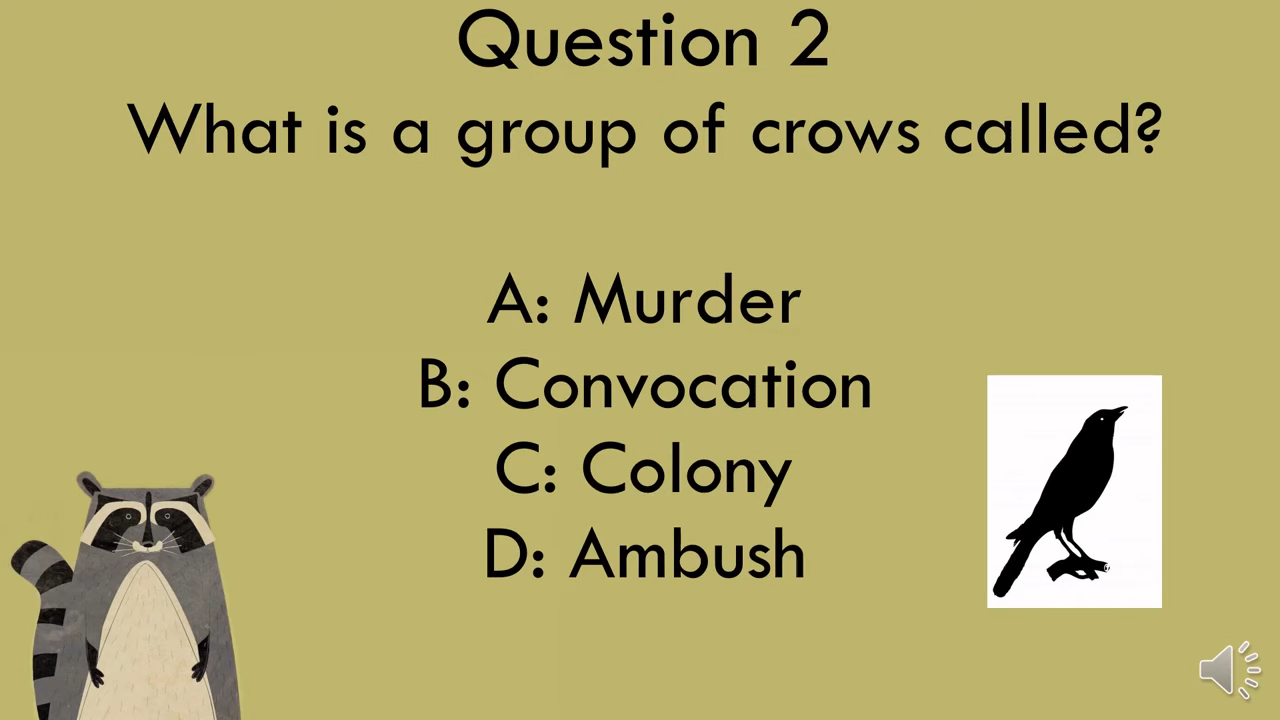 Question 2
What is a group of crows called?
A: Murder
B: Convocation
C: Colony
D: Ambush